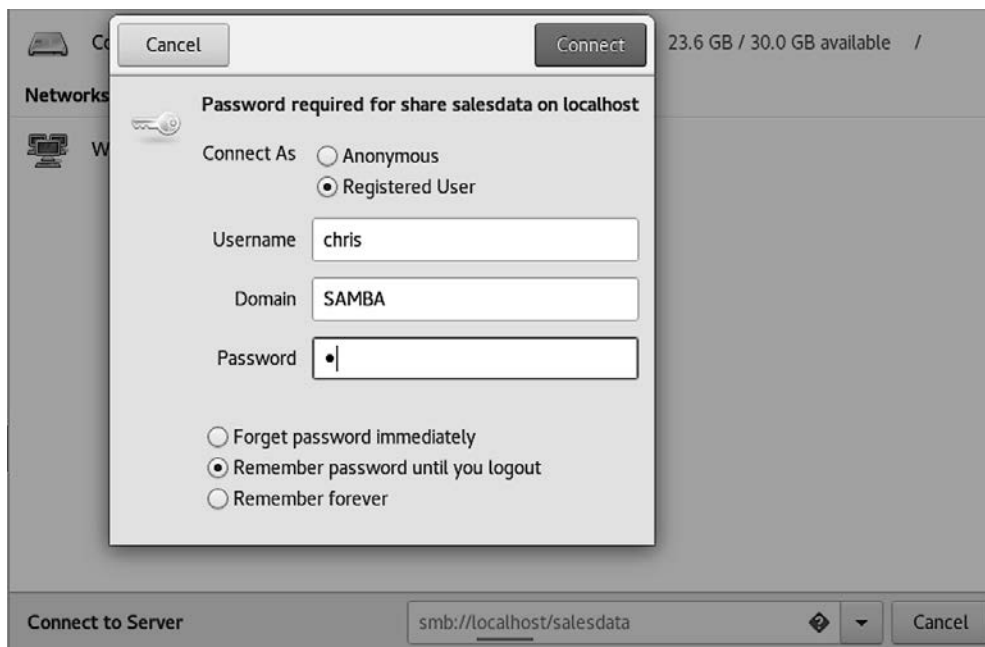 Co
Cancel
Connect
23.6 GB / 30.0 GB available /
Networks
Password required for share salesdata on localhost
W
Connect As
Anonymous
Registered User
Username
chris
Domain
SAMBA
Password
Forget password immediately
Remember password until you logout
Remember forever
Connect to Server
smb://localhost/salesdata
Cancel